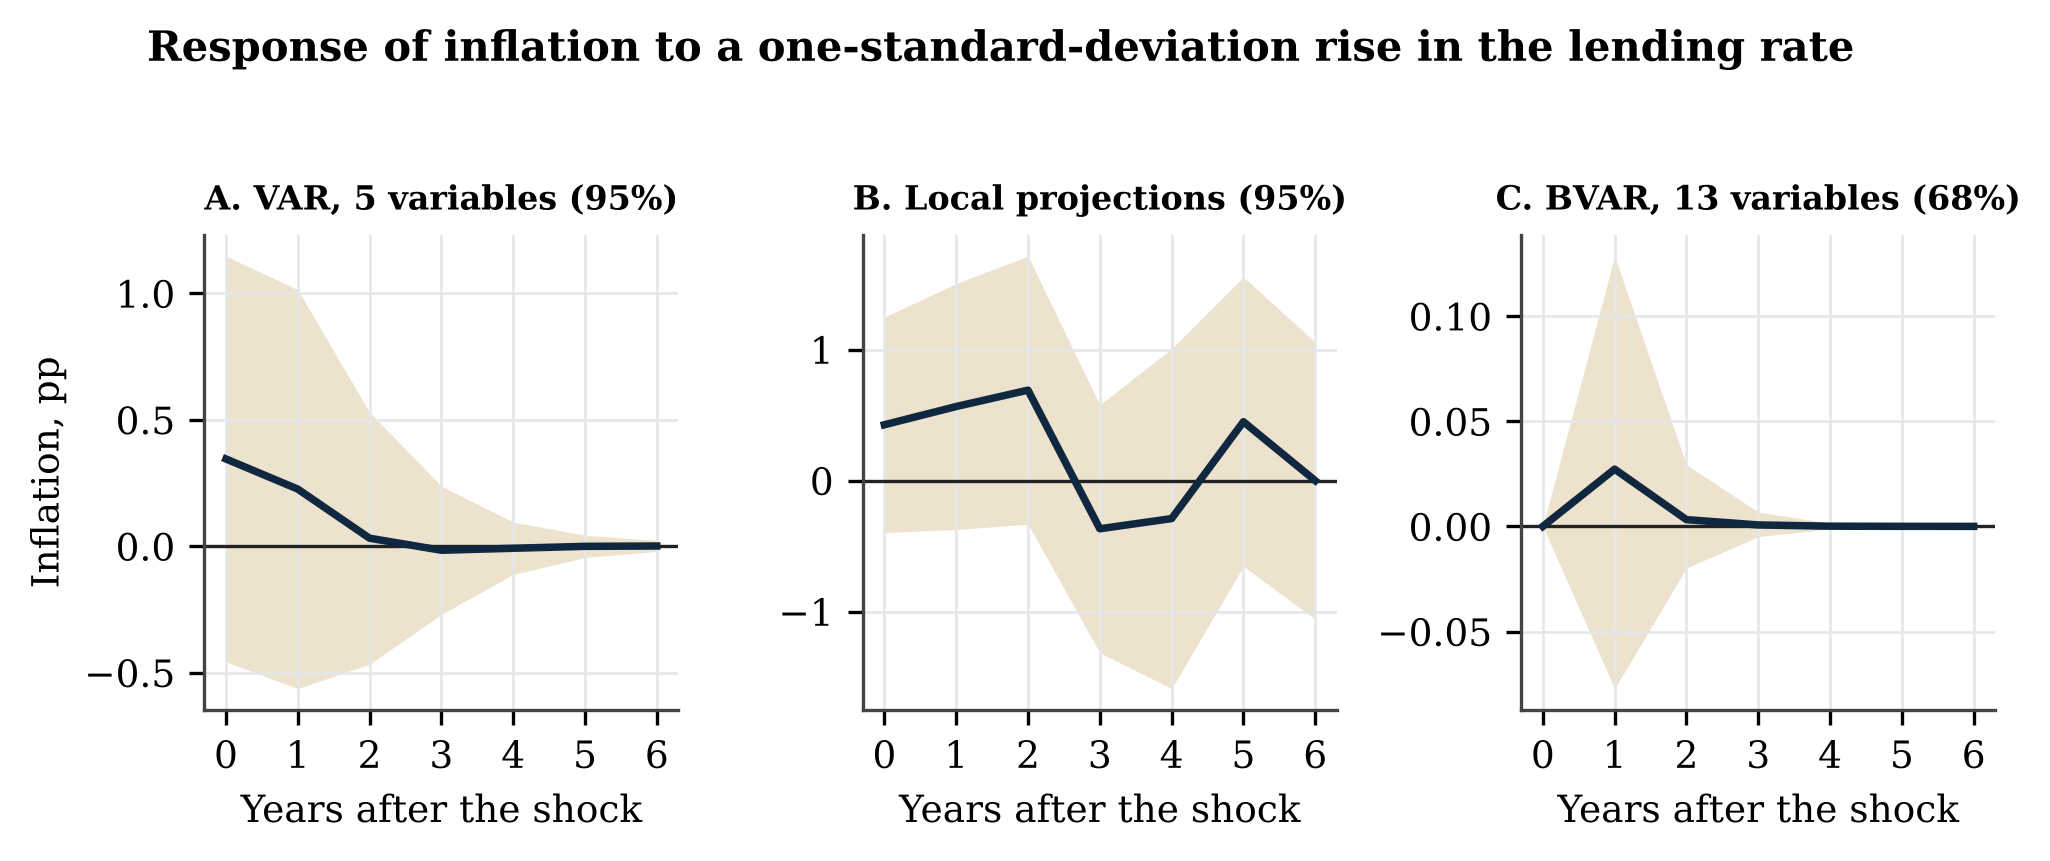 Response of inflation to a one-standard-deviation rise in the lending rate
A. VAR, 5 variables (95%)
B. Local projections (95%)
C. BVAR, 13 variables (68%)
Inflation, pp
1.0
0.5
0.0
−0.5
0 1 2 3 4 5 6
Years after the shock
1
0
−1
0 1 2 3 4 5 6
Years after the shock
0.10
0.05
0.00
−0.05
0 1 2 3 4 5 6
Years after the shock